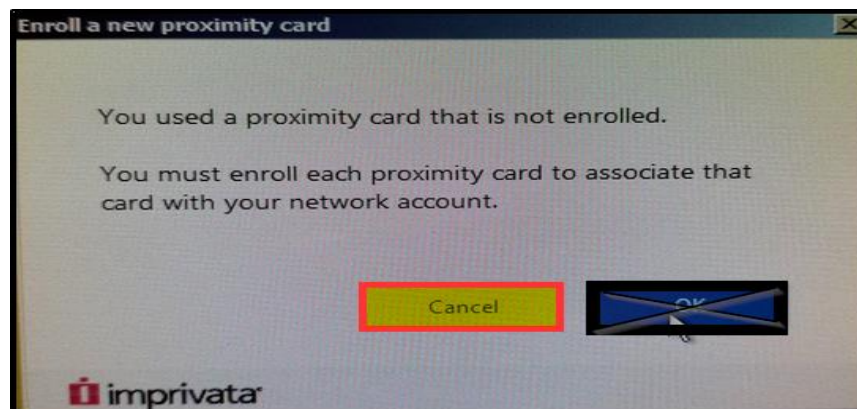 Enroll a new proximity card
You used a proximity card that is not enrolled.
You must enroll each proximity card to associate that
card with your network account.
Cancel
OK
imprivata